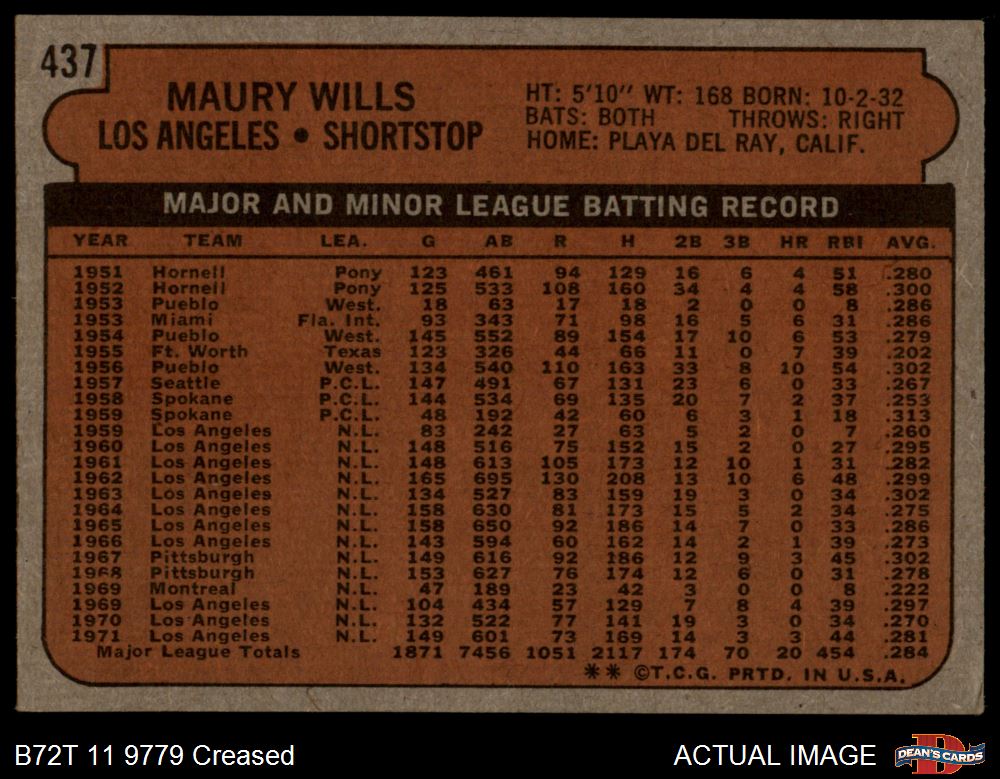 437
MAURY WILLS
LOS ANGELES • SHORTSTOP
HT: 5'10" WT: 168 BORN: 10-2-32
BATS: BOTH THROWS: RIGHT
HOME: PLAYA DEL RAY, CALIF.
MAJOR AND MINOR LEAGUE BATTING RECORD
YEAR TEAM LEA. G AB R H 2B 3B HR RBI AVG.
1951 Hornell Pony 123 461 94 129 16 6 4 51 .280
1952 Hornell Pony 125 533 108 160 34 4 4 58 .300
1953 Pueblo West. 18 63 17 18 2 0 0 8 .286
1953 Miami Fla. Int. 93 343 71 98 16 5 6 31 .286
1954 Pueblo West. 145 552 89 154 17 10 6 53 .279
1955 Ft. Worth Texas 123 326 44 66 11 0 7 39 .202
1956 Pueblo West. 134 540 110 163 33 8 10 54 .302
1957 Seattle P.C.L. 147 491 67 131 23 6 0 33 .267
1958 Spokane P.C.L. 144 534 69 135 20 7 2 37 .253
1959 Spokane P.C.L. 48 192 42 60 6 3 1 18 .313
1959 Los Angeles N.L. 83 242 27 63 5 2 0 7 .260
1960 Los Angeles N.L. 148 516 75 152 15 2 0 27 .295
1961 Los Angeles N.L. 148 613 105 173 12 10 1 31 .282
1962 Los Angeles N.L. 165 695 130 208 13 10 6 48 .299
1963 Los Angeles N.L. 134 527 83 159 19 3 0 34 .302
1964 Los Angeles N.L. 158 630 81 173 15 5 2 34 .275
1965 Los Angeles N.L. 158 650 92 186 14 7 0 33 .286
1966 Los Angeles N.L. 143 594 60 162 14 2 1 39 .273
1967 Pittsburgh N.L. 149 616 92 186 12 9 3 45 .302
1968 Pittsburgh N.L. 153 627 76 174 12 6 0 31 .278
1969 Montreal N.L. 47 189 23 42 3 0 0 8 .222
1969 Los Angeles N.L. 104 434 57 129 7 8 4 39 .297
1970 Los Angeles N.L. 132 522 77 141 19 3 0 34 .270
1971 Los Angeles N.L. 149 601 73 169 14 3 3 44 .281
Major League Totals 1871 7456 1051 2117 174 70 20 454 .284
** ©T.C.G. PRTD. IN U.S.A.
B72T 11 9779 Creased
ACTUAL IMAGE
DEAN'S CARDS